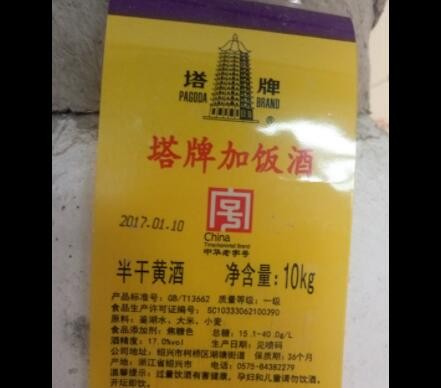 塔 牌
PAGODA BRAND
®
塔牌加饭酒
2017.01.10
字号
China
Time-honored Brand
中华老字号
半干黄酒 净含量:10kg
产品标准号:GB/T13662 质量等级:一级
食品生产许可证编号:SC10333062100390
原料:鉴湖水、大米、小麦
食品添加剂:焦糖色 总糖:15.1-40.0g/L
酒精度:17.0%vol 生产日期:见喷码
公司地址:绍兴市柯桥区湖塘街道 保质期:36个月
产地:浙江省绍兴市 电话:0575-84382279
温馨提示:过量饮酒有害健康,孕妇和儿童请勿饮酒。
开坛即饮。